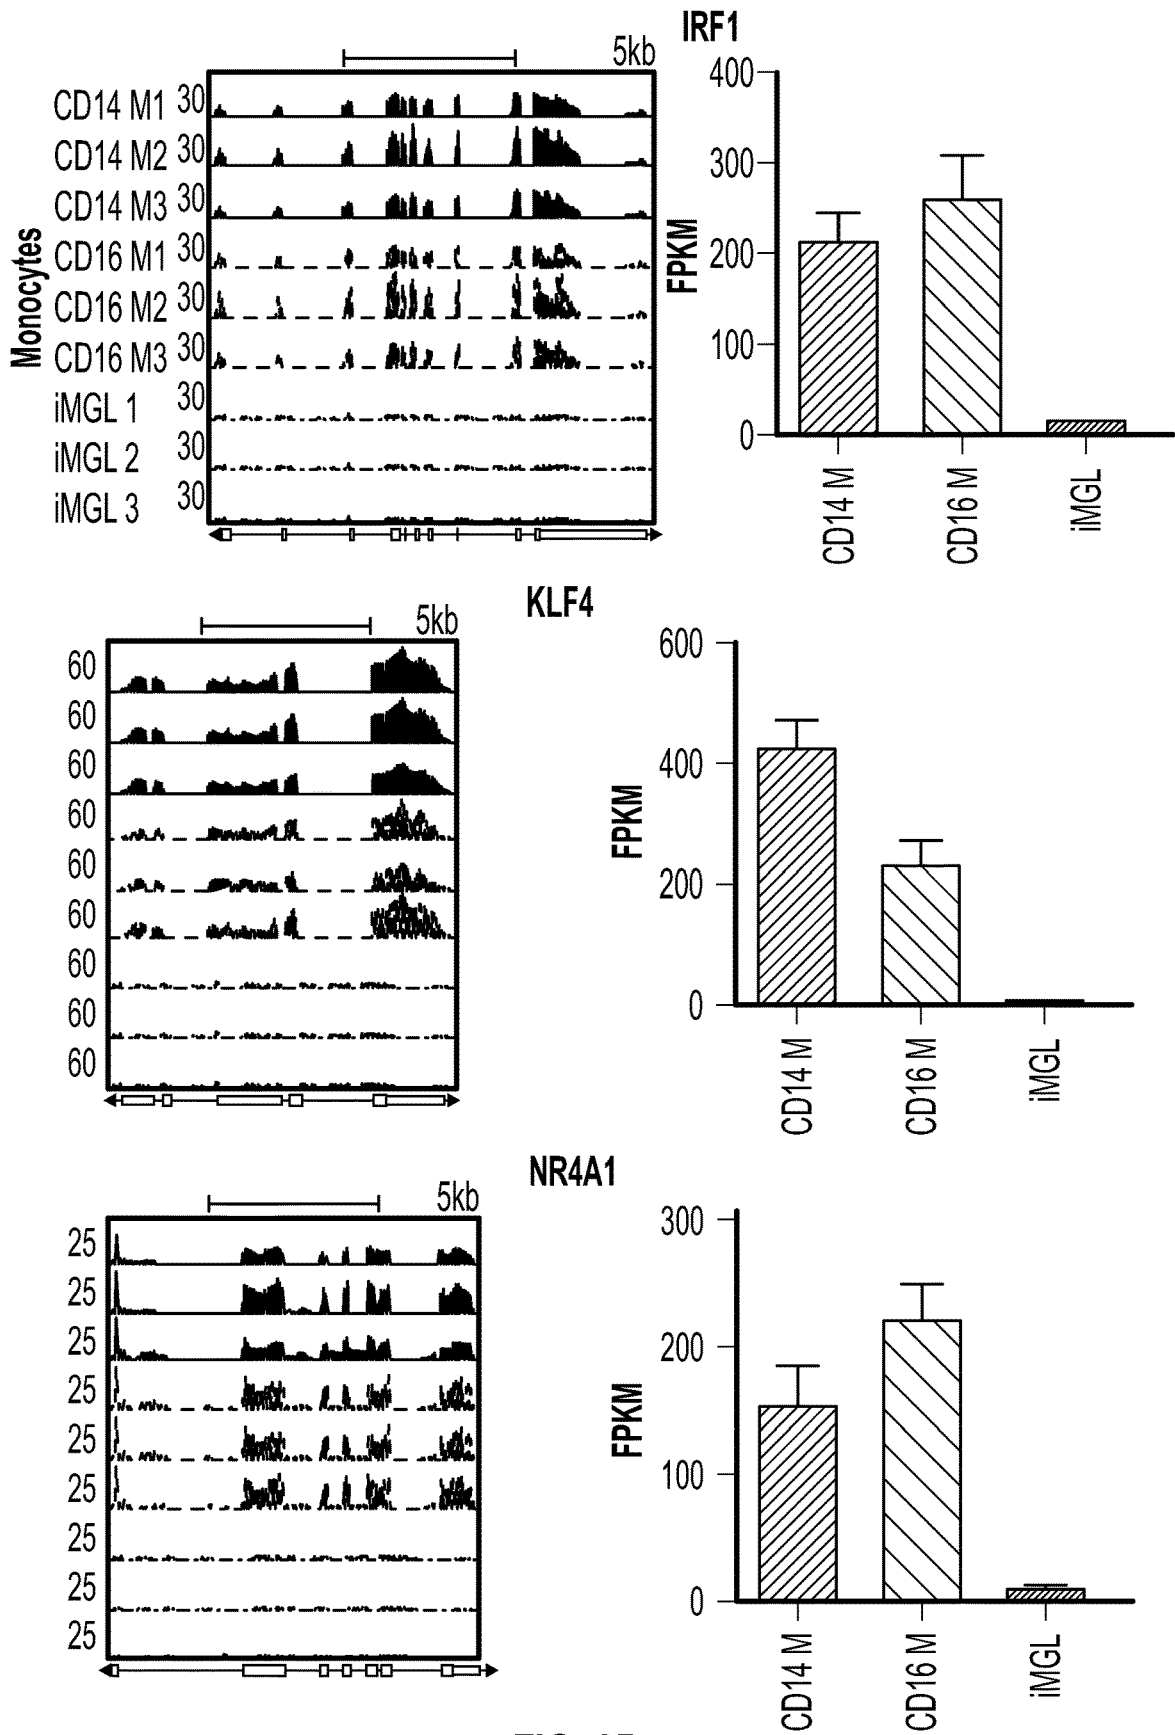 IRF1
5kb
Monocytes
CD14 M1 30
CD14 M2 30
CD14 M3 30
CD16 M1 30
CD16 M2 30
CD16 M3 30
iMGL 1 30
iMGL 2 30
iMGL 3 30
FPKM
400
300
200
100
0
CD14 M
CD16 M
iMGL
KLF4
5kb
60
60
60
60
60
60
60
60
60
FPKM
600
400
200
0
CD14 M
CD16 M
iMGL
NR4A1
5kb
25
25
25
25
25
25
25
25
25
FPKM
300
200
100
0
CD14 M
CD16 M
iMGL